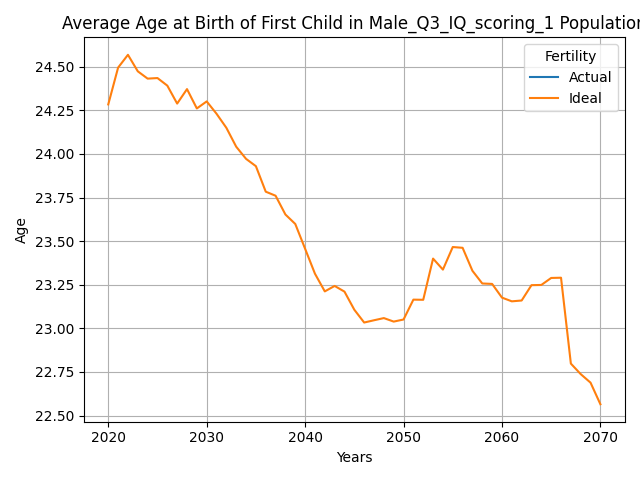 Average Age at Birth of First Child in Male_Q3_IQ_scoring_1 Population
Fertility
Actual
Ideal
24.50
24.25
24.00
23.75
23.50
23.25
23.00
22.75
22.50
Age
2020 2030 2040 2050 2060 2070
Years